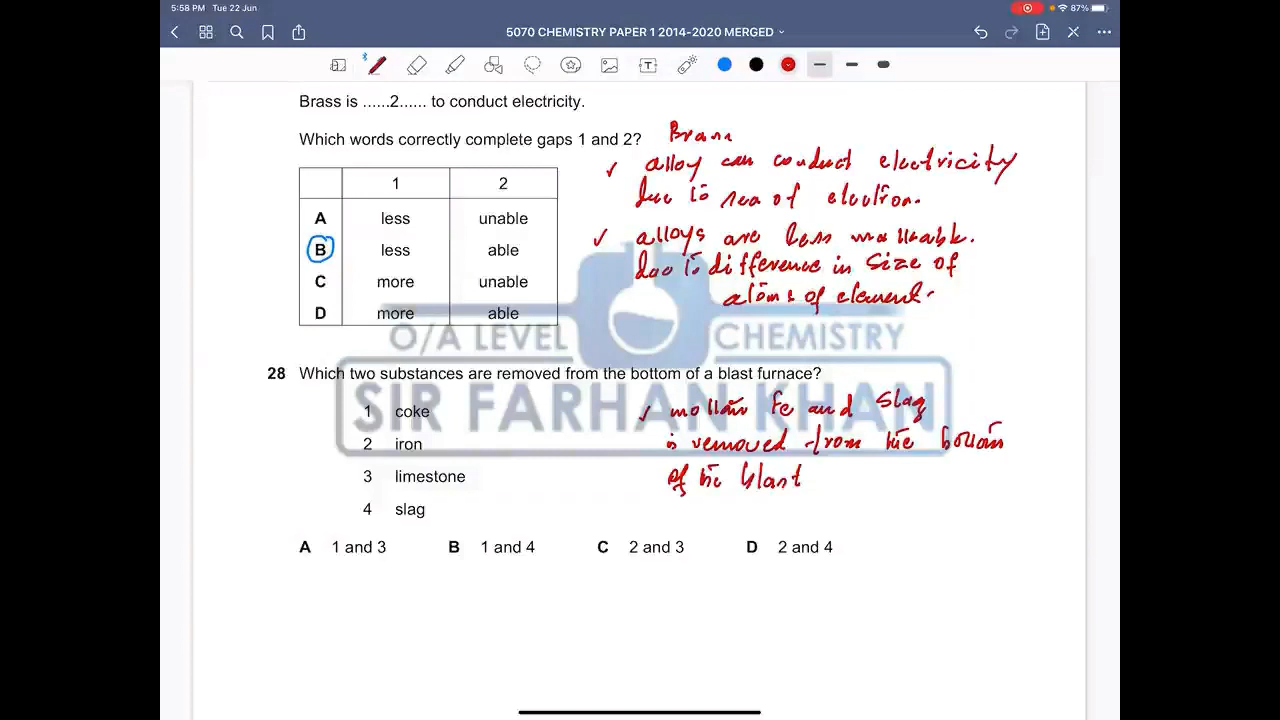 5:58 PM Tue 22 Jun
87%
5070 CHEMISTRY PAPER 1 2014-2020 MERGED
Brass is ......2...... to conduct electricity.
Which words correctly complete gaps 1 and 2?
1 2
A less unable
B less able
C more unable
D more able
Brass
alloy can conduct electricity
due to sea of electron.
alloys are less malleable.
due to difference in size of
atoms of element.
O/A LEVEL CHEMISTRY
SIR FARHAN KHAN
28 Which two substances are removed from the bottom of a blast furnace?
1 coke
2 iron
3 limestone
4 slag
molten Fe and slag
is removed from the bottom
of the blast
A 1 and 3 B 1 and 4 C 2 and 3 D 2 and 4